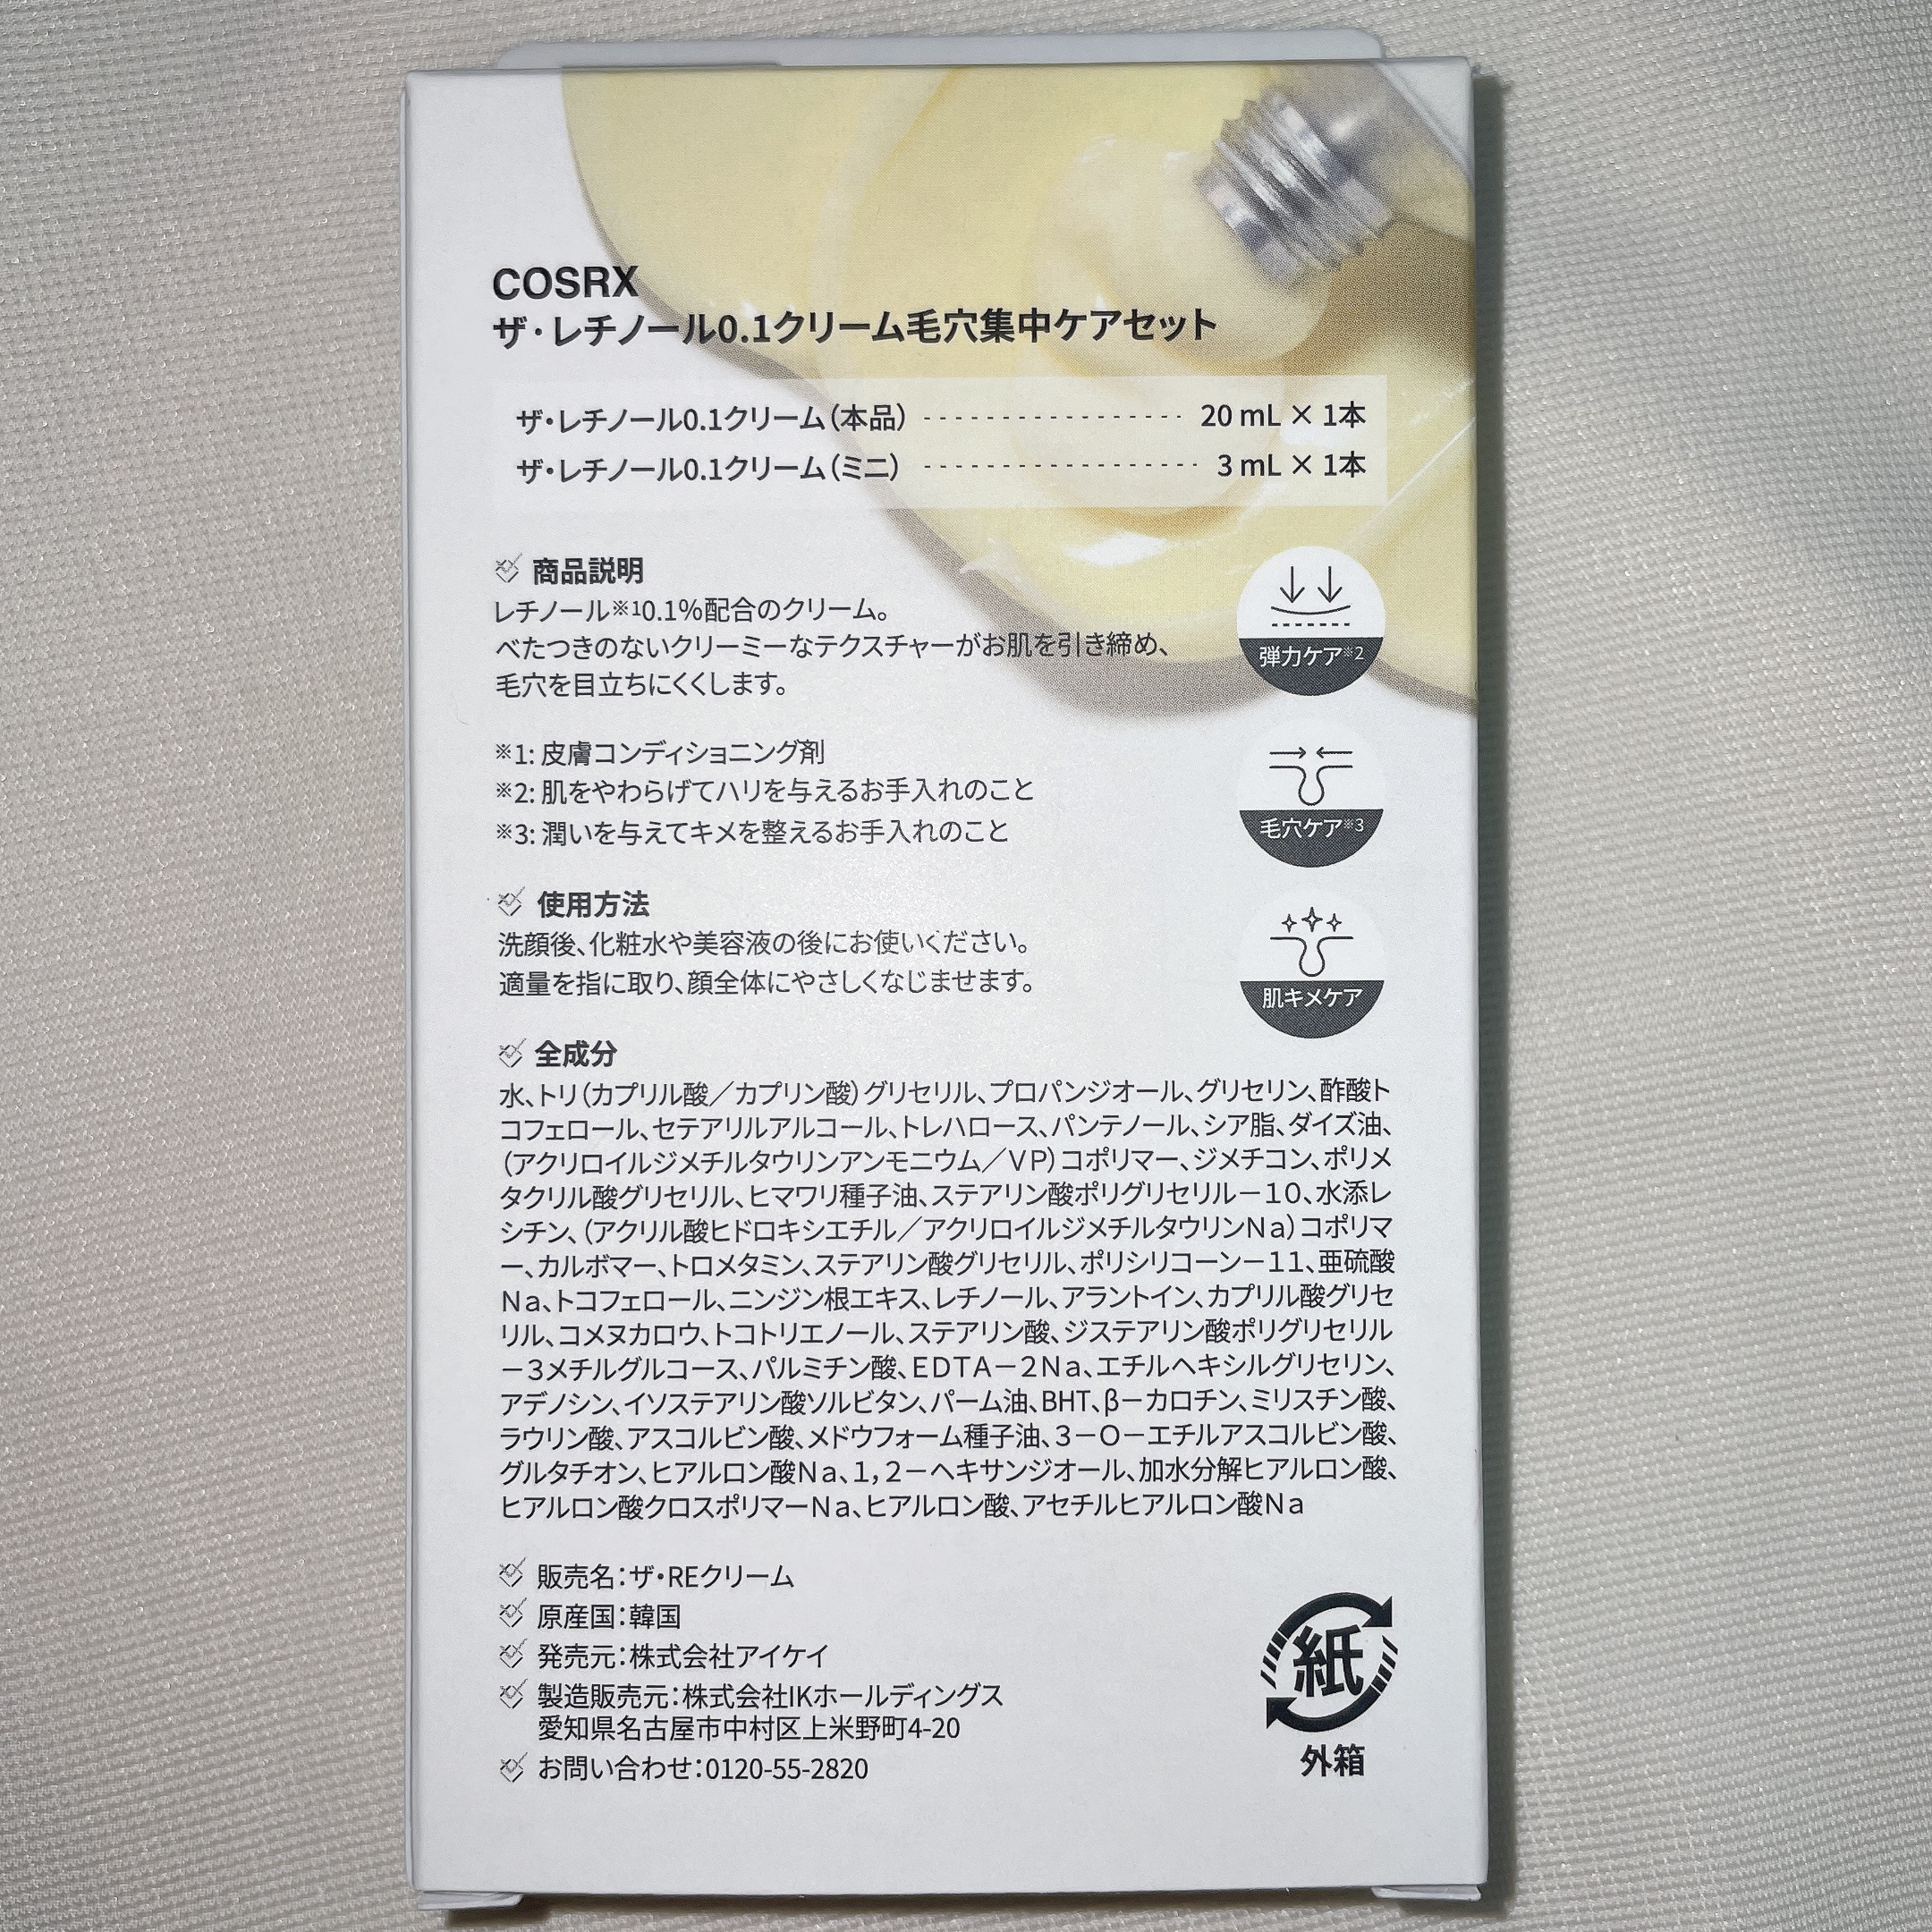 COSRX
ザ・レチノール0.1クリーム毛穴集中ケアセット
ザ・レチノール0.1クリーム（本品） 20 mL × 1本
ザ・レチノール0.1クリーム（ミニ） 3 mL × 1本
商品説明
レチノール※10.1％配合のクリーム。
べたつきのないクリーミーなテクスチャーがお肌を引き締め、
毛穴を目立ちにくくします。
弾力ケア※2
※1: 皮膚コンディショニング剤
※2: 肌をやわらげてハリを与えるお手入れのこと
※3: 潤いを与えてキメを整えるお手入れのこと
毛穴ケア※3
使用方法
洗顔後、化粧水や美容液の後にお使いください。
適量を指に取り、顔全体にやさしくなじませます。
肌キメケア
全成分
水、トリ（カプリル酸／カプリン酸）グリセリル、プロパンジオール、グリセリン、酢酸ト
コフェロール、セテアリルアルコール、トレハロース、パンテノール、シア脂、ダイズ油、
（アクリロイルジメチルタウリンアンモニウム／ＶＰ）コポリマー、ジメチコン、ポリメ
タクリル酸グリセリル、ヒマワリ種子油、ステアリン酸ポリグリセリル－１０、水添レ
シチン、（アクリル酸ヒドロキシエチル／アクリロイルジメチルタウリンＮａ）コポリマ
ー、カルボマー、トロメタミン、ステアリン酸グリセリル、ポリシリコーン－１１、亜硫酸
Ｎａ、トコフェロール、ニンジン根エキス、レチノール、アラントイン、カプリル酸グリセ
リル、コメヌカロウ、トコトリエノール、ステアリン酸、ジステアリン酸ポリグリセリル
－３メチルグルコース、パルミチン酸、ＥＤＴＡ－２Ｎａ、エチルヘキシルグリセリン、
アデノシン、イソステアリン酸ソルビタン、パーム油、BHT、β－カロチン、ミリスチン酸、
ラウリン酸、アスコルビン酸、メドウフォーム種子油、３－Ｏ－エチルアスコルビン酸、
グルタチオン、ヒアルロン酸Ｎａ、１，２－ヘキサンジオール、加水分解ヒアルロン酸、
ヒアルロン酸クロスポリマーＮａ、ヒアルロン酸、アセチルヒアルロン酸Ｎａ
販売名：ザ・REクリーム
原産国：韓国
発売元：株式会社アイケイ
製造販売元：株式会社IKホールディングス
愛知県名古屋市中村区上米野町4-20
お問い合わせ：0120-55-2820
紙
外箱